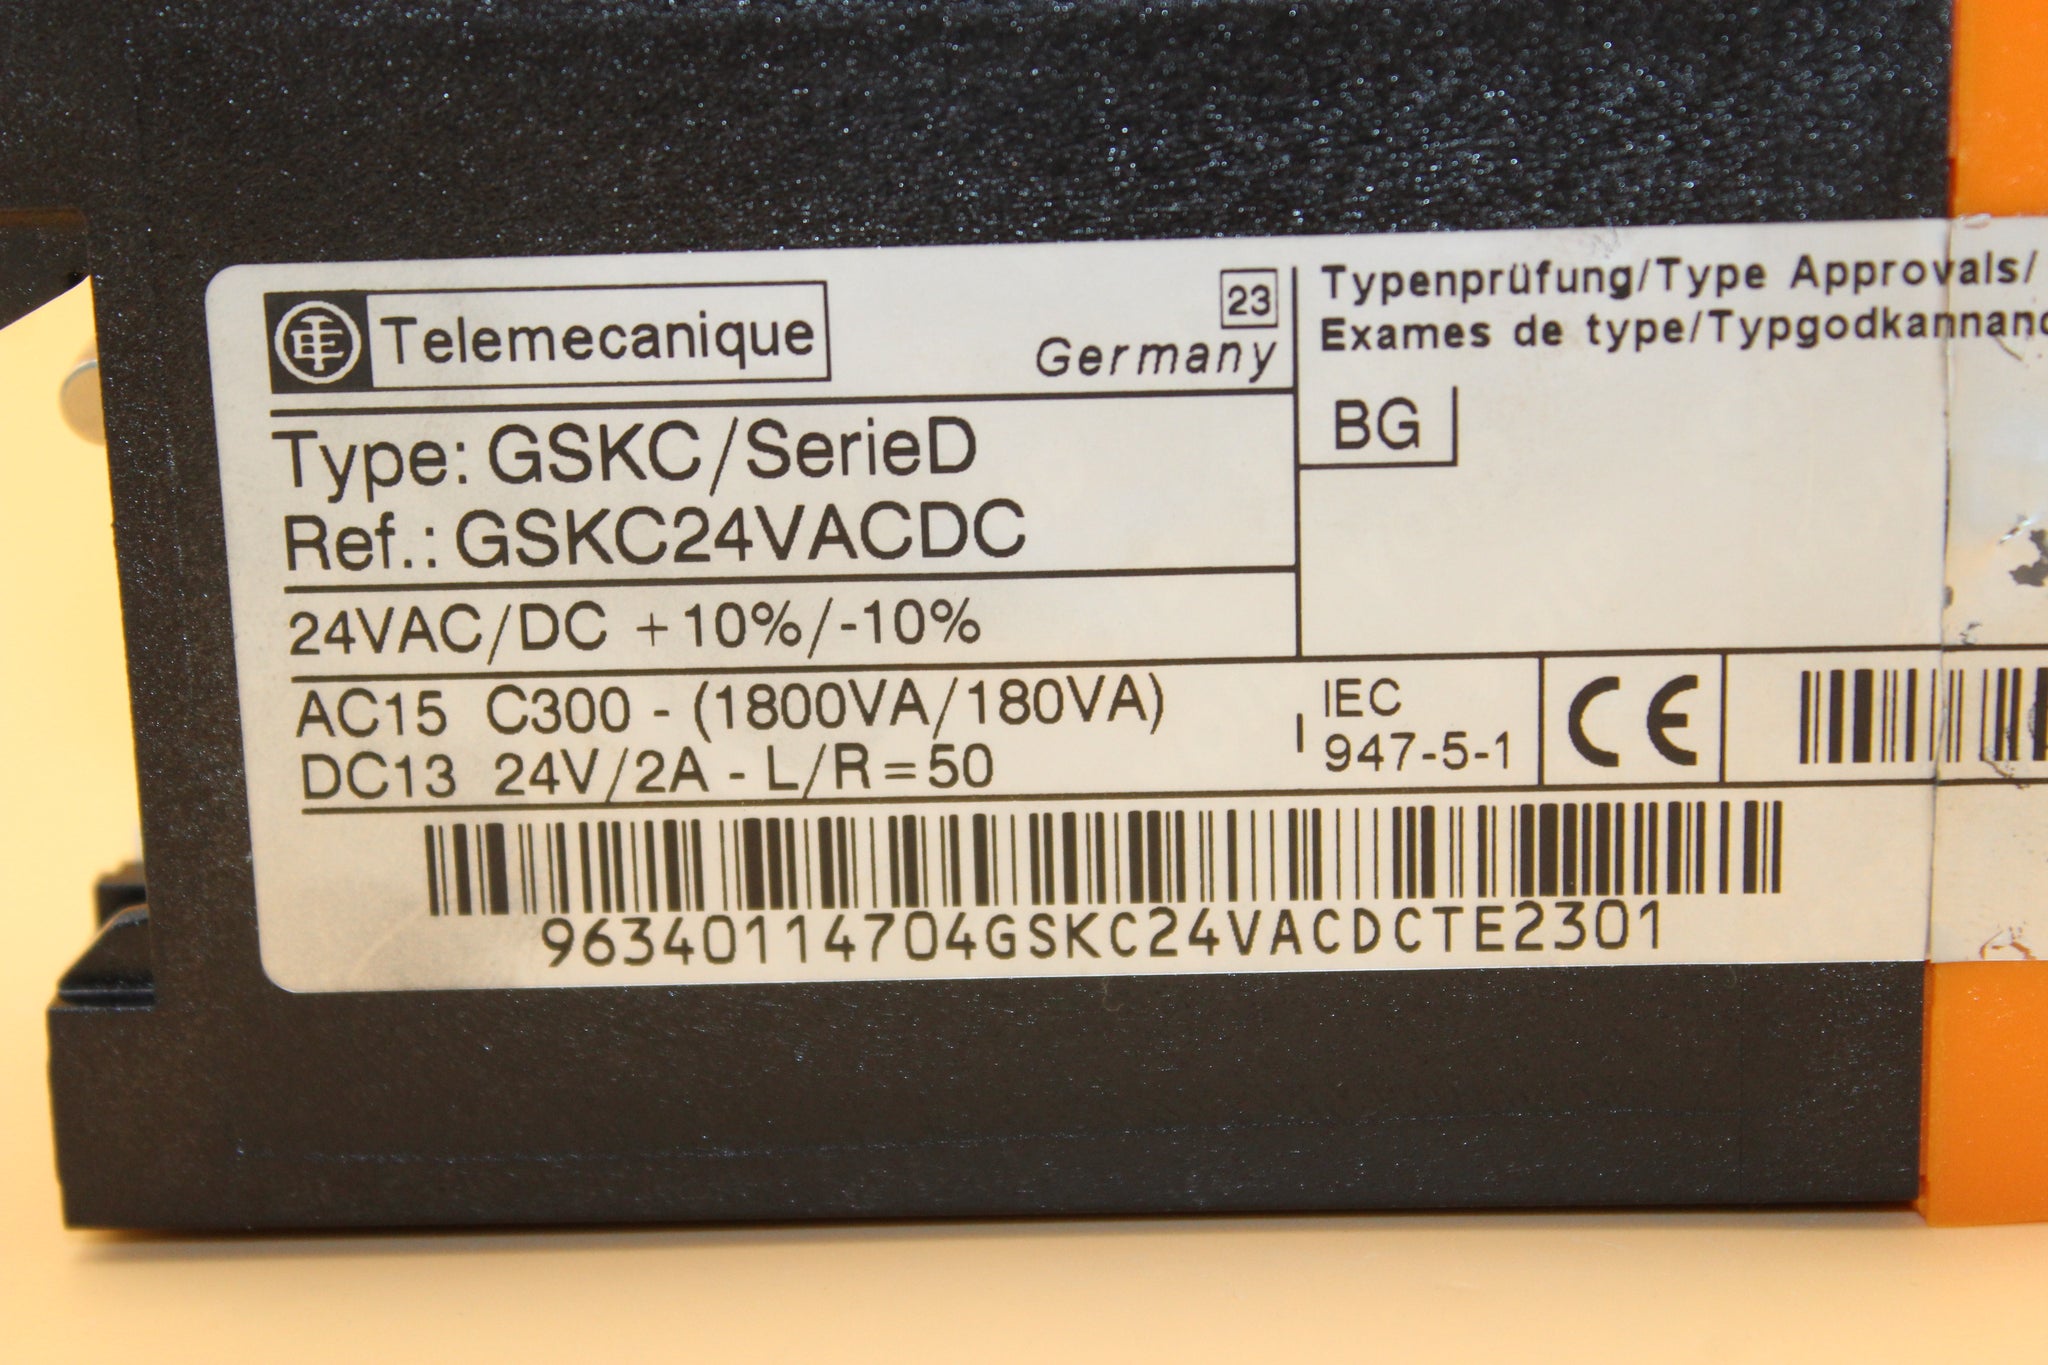 Telemecanique
23
Germany
Type: GSKC/SerieD
Ref.: GSKC24VACDC
24VAC/DC +10%/-10%
AC15 C300 - (1800VA/180VA)
DC13 24V/2A - L/R=50
IEC
947-5-1
CE
Typenprüfung/Type Approvals/
Exames de type/
BG
96340114704GSKC24VACDCTE2301